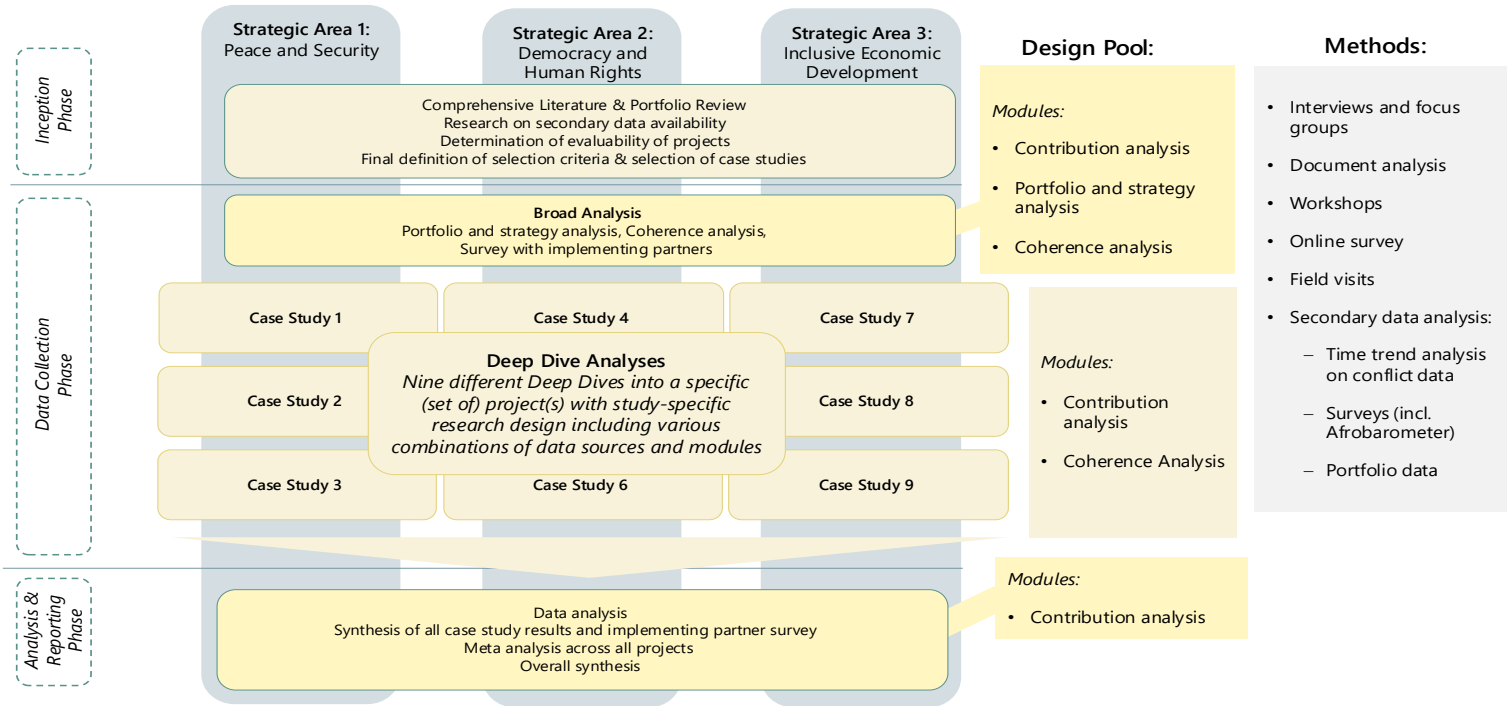 Strategic Area 1:
Peace and Security
Strategic Area 2:
Democracy and
Human Rights
Strategic Area 3:
Inclusive Economic
Development
Design Pool:
Methods:
Inception
Phase
Comprehensive Literature & Portfolio Review
Research on secondary data availability
Determination of evaluability of projects
Final definition of selection criteria & selection of case studies
Modules:
• Contribution analysis
• Portfolio and strategy
analysis
• Coherence analysis
• Interviews and focus
groups
• Document analysis
• Workshops
• Online survey
• Field visits
• Secondary data analysis:
– Time trend analysis
on conflict data
– Surveys (incl.
Afrobarometer)
– Portfolio data
Data Collection
Phase
Broad Analysis
Portfolio and strategy analysis, Coherence analysis,
Survey with implementing partners
Case Study 1
Case Study 4
Case Study 7
Case Study 2
Case Study 8
Case Study 3
Case Study 6
Case Study 9
Deep Dive Analyses
Nine different Deep Dives into a specific
(set of) project(s) with study-specific
research design including various
combinations of data sources and modules
Modules:
• Contribution
analysis
• Coherence Analysis
Analysis &
Reporting
Phase
Data analysis
Synthesis of all case study results and implementing partner survey
Meta analysis across all projects
Overall synthesis
Modules:
• Contribution analysis